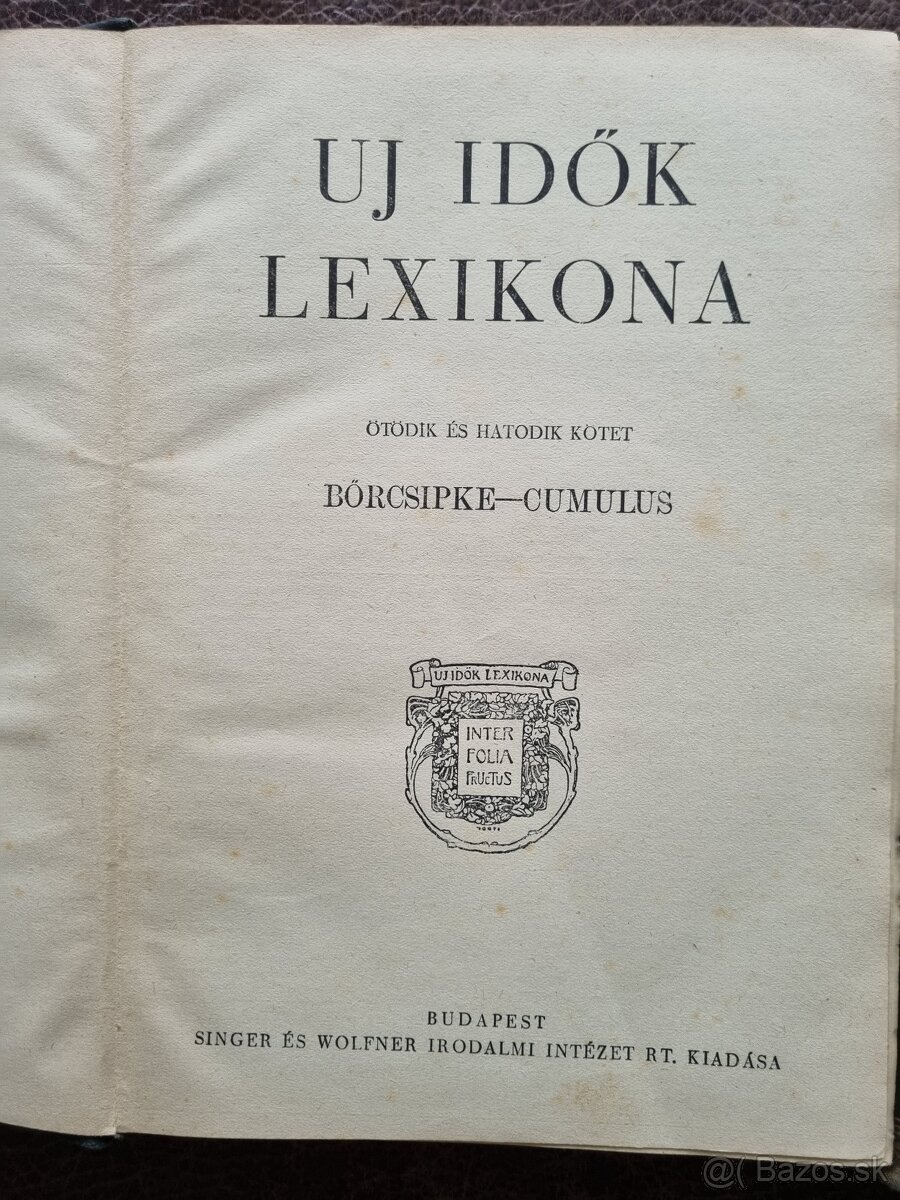 UJ IDŐK
LEXIKONA
ÖTÖDIK ÉS HATODIK KÖTET
BŐRCSIPKE—CUMULUS
UJ IDŐK LEXIKONA
INTER
FOLIA
FRUCTUS
BUDAPEST
SINGER ÉS WOLFNER IRODALMI INTÉZET RT. KIADÁSA
@( Bazos.sk